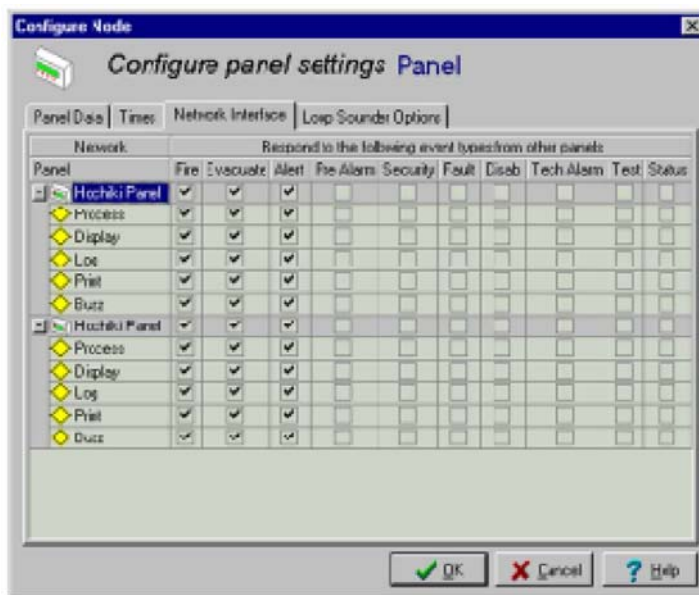 Configure Node
Configure panel settings Panel
Panel Data Times Network Interface Loop Sounder Options
Network Respond to the following event types from other panels
Panel Fire Evacuate Alert Pre Alarm Security Fault Disab Tech Alarm Test Status
Hochiki Panel
Process
Display
Log
Print
Buzz
Hochiki Panel
Process
Display
Log
Print
Buzz
OK Cancel Help